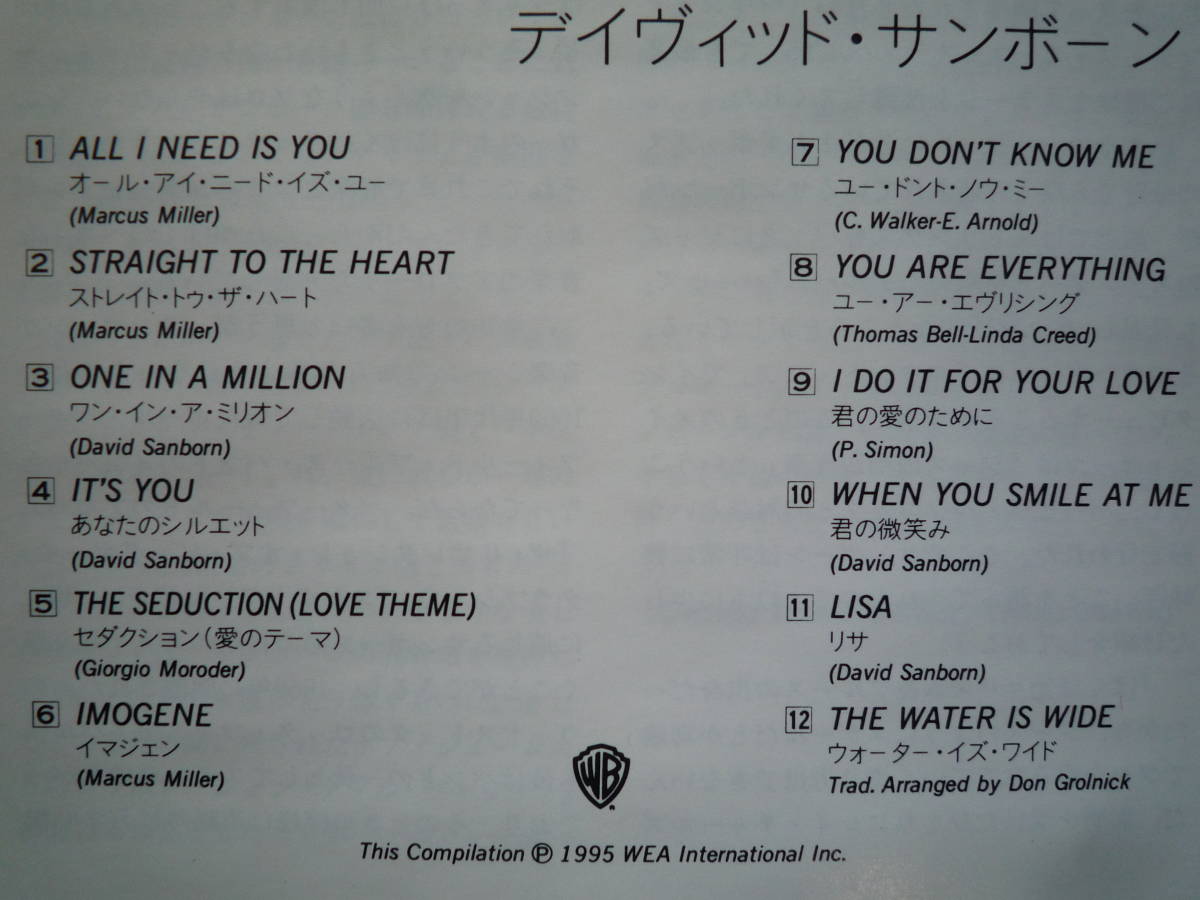 デイヴィッド・サンボーン
1 ALL I NEED IS YOU
オール・アイ・ニード・イズ・ユー
(Marcus Miller)
2 STRAIGHT TO THE HEART
ストレイト・トゥ・ザ・ハート
(Marcus Miller)
3 ONE IN A MILLION
ワン・イン・ア・ミリオン
(David Sanborn)
4 IT'S YOU
あなたのシルエット
(David Sanborn)
5 THE SEDUCTION (LOVE THEME)
セダクション(愛のテーマ)
(Giorgio Moroder)
6 IMOGENE
イマジェン
(Marcus Miller)
7 YOU DON'T KNOW ME
ユー・ドント・ノウ・ミー
(C. Walker-E. Arnold)
8 YOU ARE EVERYTHING
ユー・アー・エヴリシング
(Thomas Bell-Linda Creed)
9 I DO IT FOR YOUR LOVE
君の愛のために
(P. Simon)
10 WHEN YOU SMILE AT ME
君の微笑み
(David Sanborn)
11 LISA
リサ
(David Sanborn)
12 THE WATER IS WIDE
ウォーター・イズ・ワイド
Trad. Arranged by Don Grolnick
WB
This Compilation Ⓟ 1995 WEA International Inc.